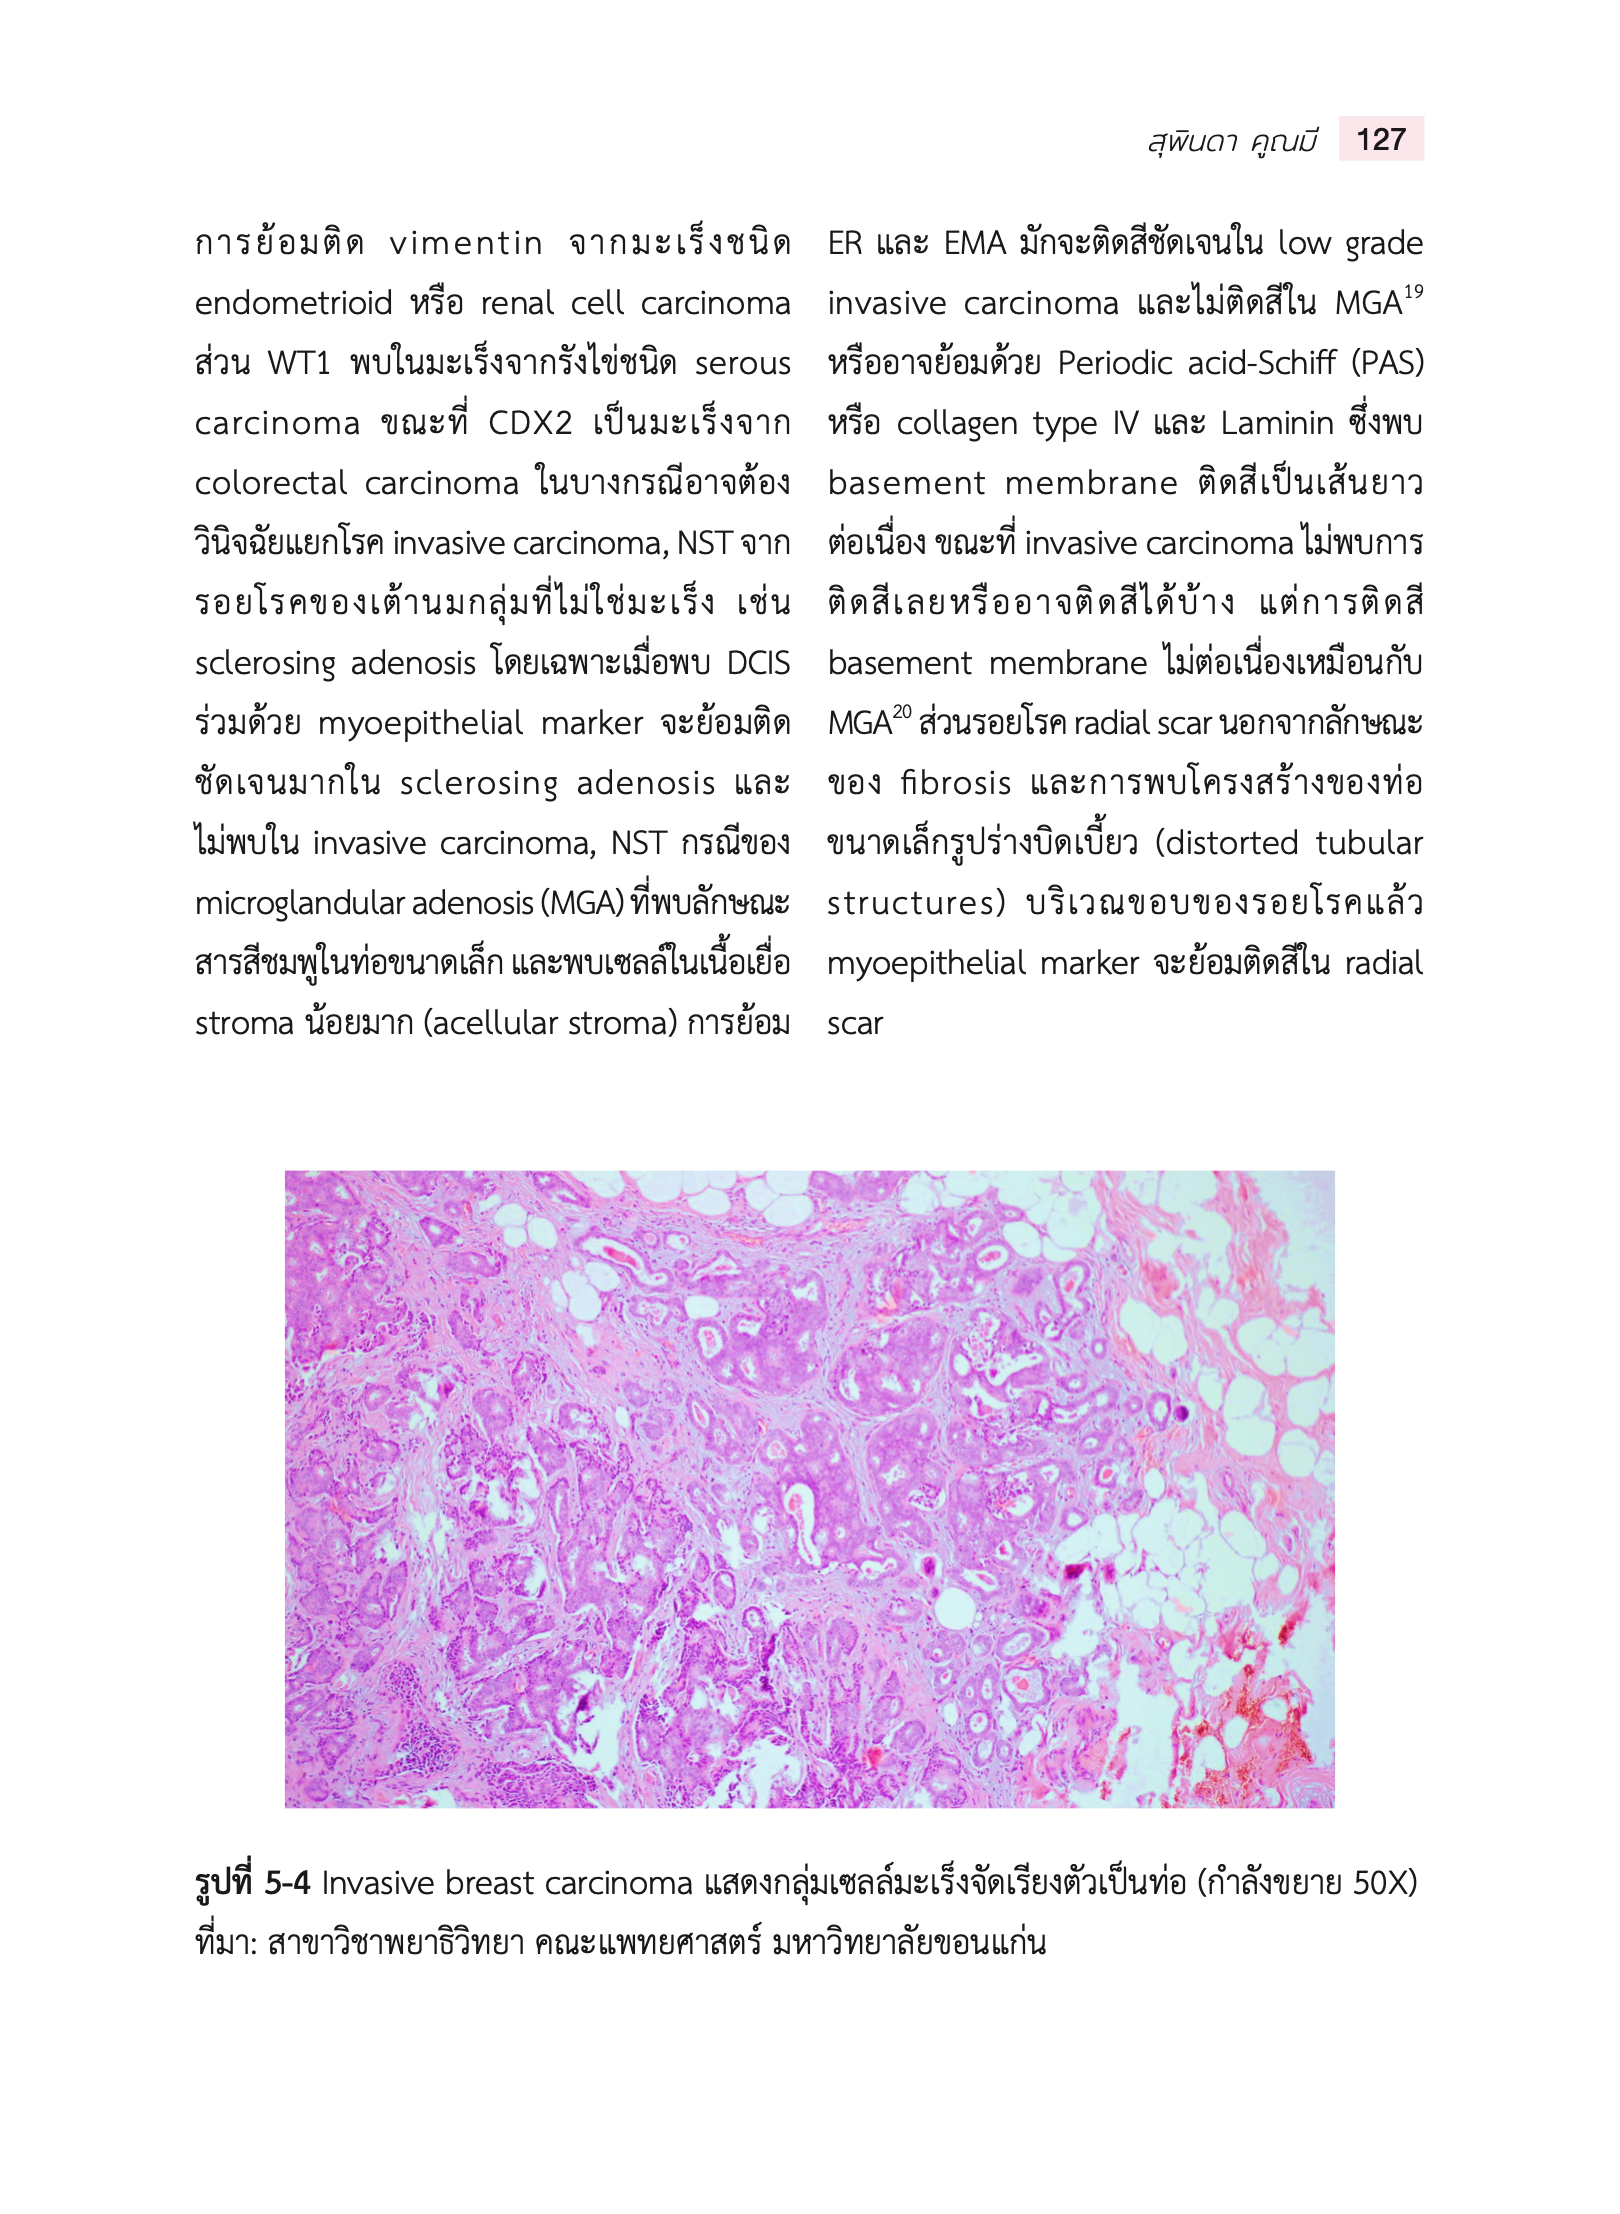 สุพินดา คูณมี 127
การย้อมติด vimentin จากมะเร็งชนิด
endometrioid หรือ renal cell carcinoma
ส่วน WT1 พบในมะเร็งจากรังไข่ชนิด serous
carcinoma ขณะที่ CDX2 เป็นมะเร็งจาก
colorectal carcinoma ในบางกรณีอาจต้อง
วินิจฉัยแยกโรค invasive carcinoma, NST จาก
รอยโรคของเต้านมกลุ่มที่ไม่ใช่มะเร็ง เช่น
sclerosing adenosis โดยเฉพาะเมื่อพบ DCIS
ร่วมด้วย myoepithelial marker จะย้อมติด
ชัดเจนมากใน sclerosing adenosis และ
ไม่พบใน invasive carcinoma, NST กรณีของ
microglandular adenosis (MGA) ที่พบลักษณะ
สารสีชมพูในท่อขนาดเล็ก และพบเซลล์ในเนื้อเยื่อ
stroma น้อยมาก (acellular stroma) การย้อม
ER และ EMA มักจะติดสีชัดเจนใน low grade
invasive carcinoma และไม่ติดสีใน MGA19
หรืออาจย้อมด้วย Periodic acid-Schiff (PAS)
หรือ collagen type IV และ Laminin ซึ่งพบ
basement membrane ติดสีเป็นเส้นยาว
ต่อเนื่อง ขณะที่ invasive carcinoma ไม่พบการ
ติดสีเลยหรืออาจติดสีได้บ้าง แต่การติดสี
basement membrane ไม่ต่อเนื่องเหมือนกับ
MGA20 ส่วนรอยโรค radial scar นอกจากลักษณะ
ของ fibrosis และการพบโครงสร้างของท่อ
ขนาดเล็กรูปร่างบิดเบี้ยว (distorted tubular
structures) บริเวณขอบของรอยโรคแล้ว
myoepithelial marker จะย้อมติดสีใน radial
scar
รูปที่ 5-4 Invasive breast carcinoma แสดงกลุ่มเซลล์มะเร็งจัดเรียงตัวเป็นท่อ (กำลังขยาย 50X)
ที่มา: สาขาวิชาพยาธิวิทยา คณะแพทยศาสตร์ มหาวิทยาลัยขอนแก่น